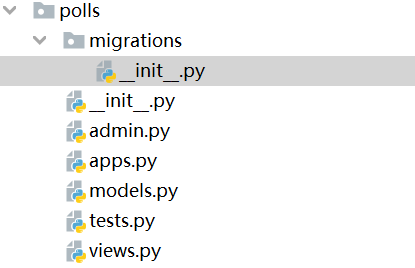 polls
migrations
__init__.py
__init__.py
admin.py
apps.py
models.py
tests.py
views.py